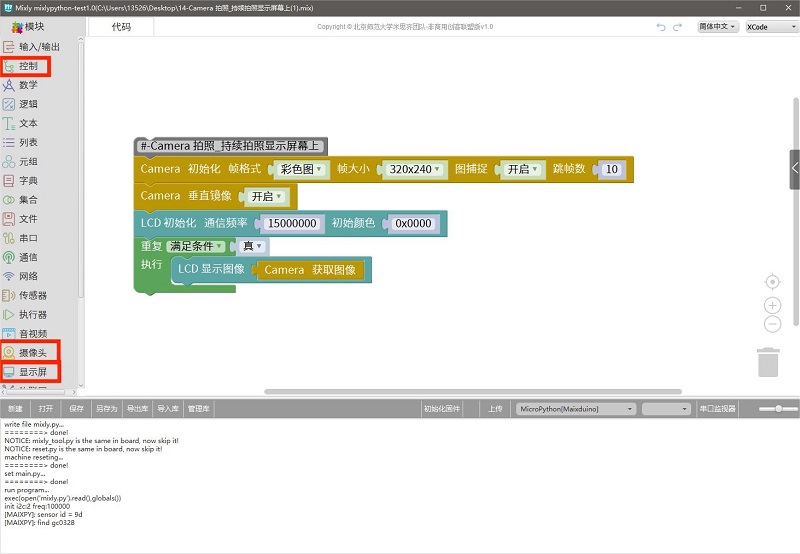 Mixly mixlypython-test1.0(C:\Users\13526\Desktop\14-Camera 拍照_持续拍照显示屏幕上(1).mix)
模块
代码
Copyright © 北京师范大学米思齐团队-非商用创客联盟版v1.0
简体中文
XCode
输入/输出
控制
数学
逻辑
文本
列表
元组
字典
集合
文件
串口
通信
网络
传感器
执行器
音视频
摄像头
显示屏
#-Camera 拍照_持续拍照显示屏幕上
Camera 初始化 帧格式 彩色图 帧大小 320x240 图捕捉 开启 跳帧数 10
Camera 垂直镜像 开启
LCD 初始化 通信频率 15000000 初始颜色 0x0000
重复 满足条件 真
执行 LCD 显示图像 Camera 获取图像
新建 打开 保存 另存为 导出库 导入库 管理库 初始化固件 上传 MicroPython[Maixduino] 串口监视器
write file mixly.py...
========> done!
NOTICE: mixly_tool.py is the same in board, now skip it!
NOTICE: reset.py is the same in board, now skip it!
machine reseting...
========> done!
set main.py...
========> done!
run program...
exec(open('mixly.py').read(),globals())
init i2c:2 freq:100000
[MAIXPY]: sensor id = 9d
[MAIXPY]: find gc0328